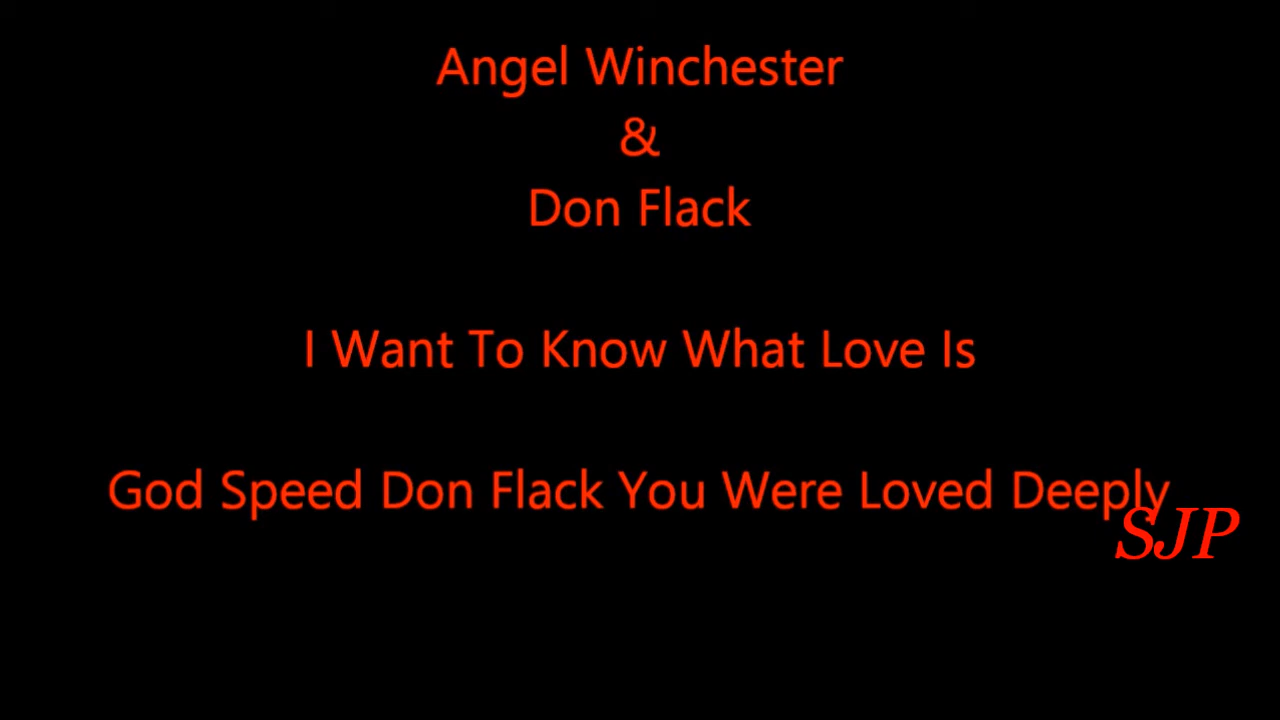 Angel Winchester
&
Don Flack
I Want To Know What Love Is
God Speed Don Flack You Were Loved Deeply
SJP